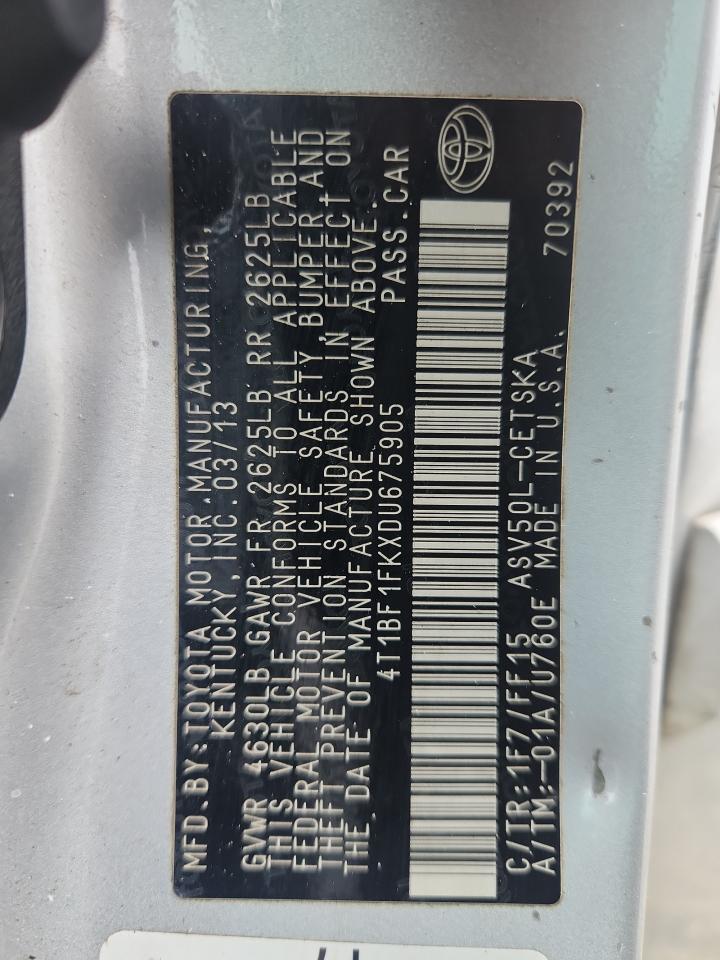 MFD.BY:TOYOTA MOTOR MANUFACTURING,
KENTUCKY, INC.03/13
GVWR 4630LB GAWR FR 2625LB RR 2625LB
THIS VEHICLE CONFORMS TO ALL APPLICABLE
FEDERAL MOTOR VEHICLE SAFETY, BUMPER AND
THEFT PREVENTION STANDARDS IN EFFECT ON
THE DATE OF MANUFACTURE SHOWN ABOVE.
4T1BF1FKXDU675905 PASS.CAR
C/TR:1F7/FF15 ASV50L-CETSKA
A/TM:-01A/U760E MADE IN U.S.A. 70392